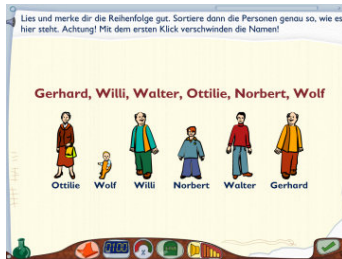 Lies und merke dir die Reihenfolge gut. Sortiere dann die Personen genau so, wie es
hier steht. Achtung! Mit dem ersten Klick verschwinden die Namen!
Gerhard, Willi, Walter, Ottilie, Norbert, Wolf
Ottilie Wolf Willi Norbert Walter Gerhard